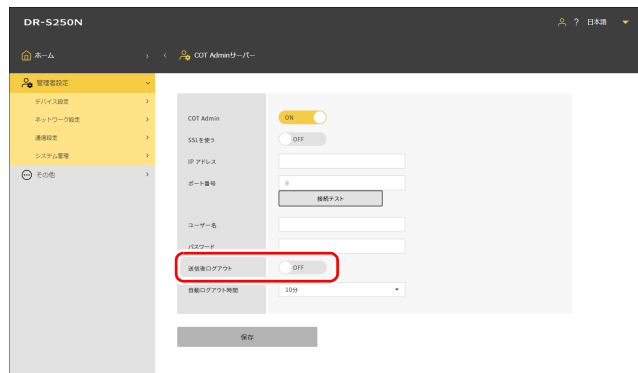 DR-S250N
? 日本語
ホーム
COT Adminサーバー
管理者設定
デバイス設定
ネットワーク設定
通信設定
システム管理
その他
COT Admin ON
SSLを使う OFF
IP アドレス
ポート番号 0
接続テスト
ユーザー名
パスワード
送信後ログアウト OFF
自動ログアウト時間 10分
保存